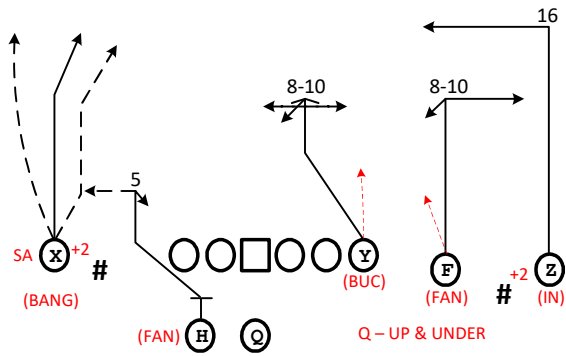 16
8-10
8-10
5
SA X +2
#
Y
F
+2 Z
(BANG)
(BUC)
(FAN)
#
(IN)
(FAN) H
Q
Q – UP & UNDER